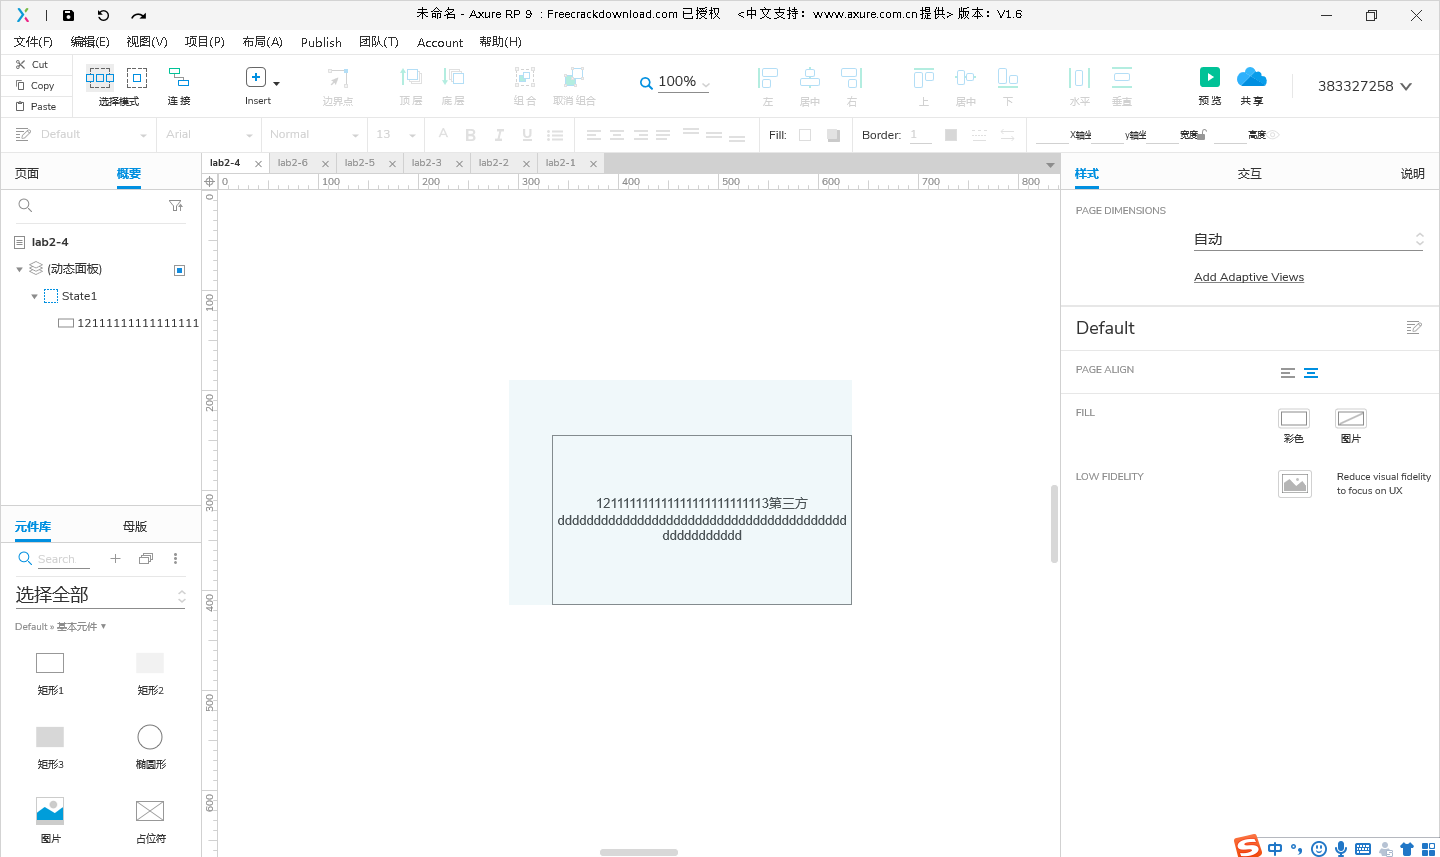 未命名 - Axure RP 9 : Freecrackdownload.com 已授权 <中文支持：www.axure.com.cn 提供> 版本：V1.6
文件(F) 编辑(E) 视图(V) 项目(P) 布局(A) Publish 团队(T) Account 帮助(H)
Cut
Copy
Paste
选择模式 连接 Insert 边界点 顶层 底层 组合 取消组合 100% 左 居中 右 上 居中 下 水平 垂直 预览 共享 383327258
Default Arial Normal 13 Fill: Border: 1 X轴坐 y轴坐 宽度 高度
页面 概要
lab2-4 lab2-6 lab2-5 lab2-3 lab2-2 lab2-1
样式 交互 说明
0 100 200 300 400 500 600 700 800
0
100
200
300
400
500
600
lab2-4
(动态面板)
State1
12111111111111111
元件库 母版
Search
选择全部
Default » 基本元件 ▾
矩形1 矩形2
矩形3 椭圆形
图片 占位符
1211111111111111111111111113第三方
dddddddddddddddddddddddddddddddddddddddd
ddddddddddd
PAGE DIMENSIONS
自动
Add Adaptive Views
Default
PAGE ALIGN
FILL
彩色 图片
LOW FIDELITY
Reduce visual fidelity
to focus on UX
中